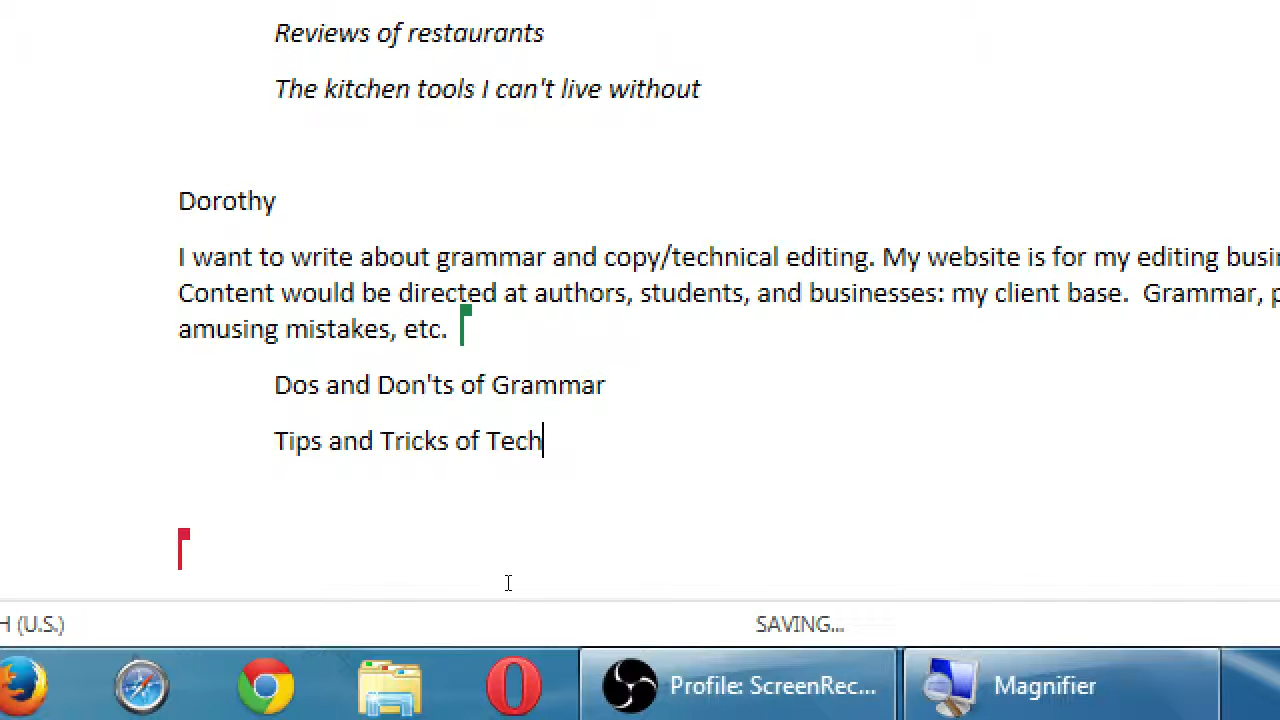 Reviews of restaurants
The kitchen tools I can't live without
Dorothy
I want to write about grammar and copy/technical editing. My website is for my editing busi
Content would be directed at authors, students, and businesses: my client base.  Grammar, p
amusing mistakes, etc.
Dos and Don'ts of Grammar
Tips and Tricks of Tech
H (U.S.)
SAVING...
Profile: ScreenRec...
Magnifier